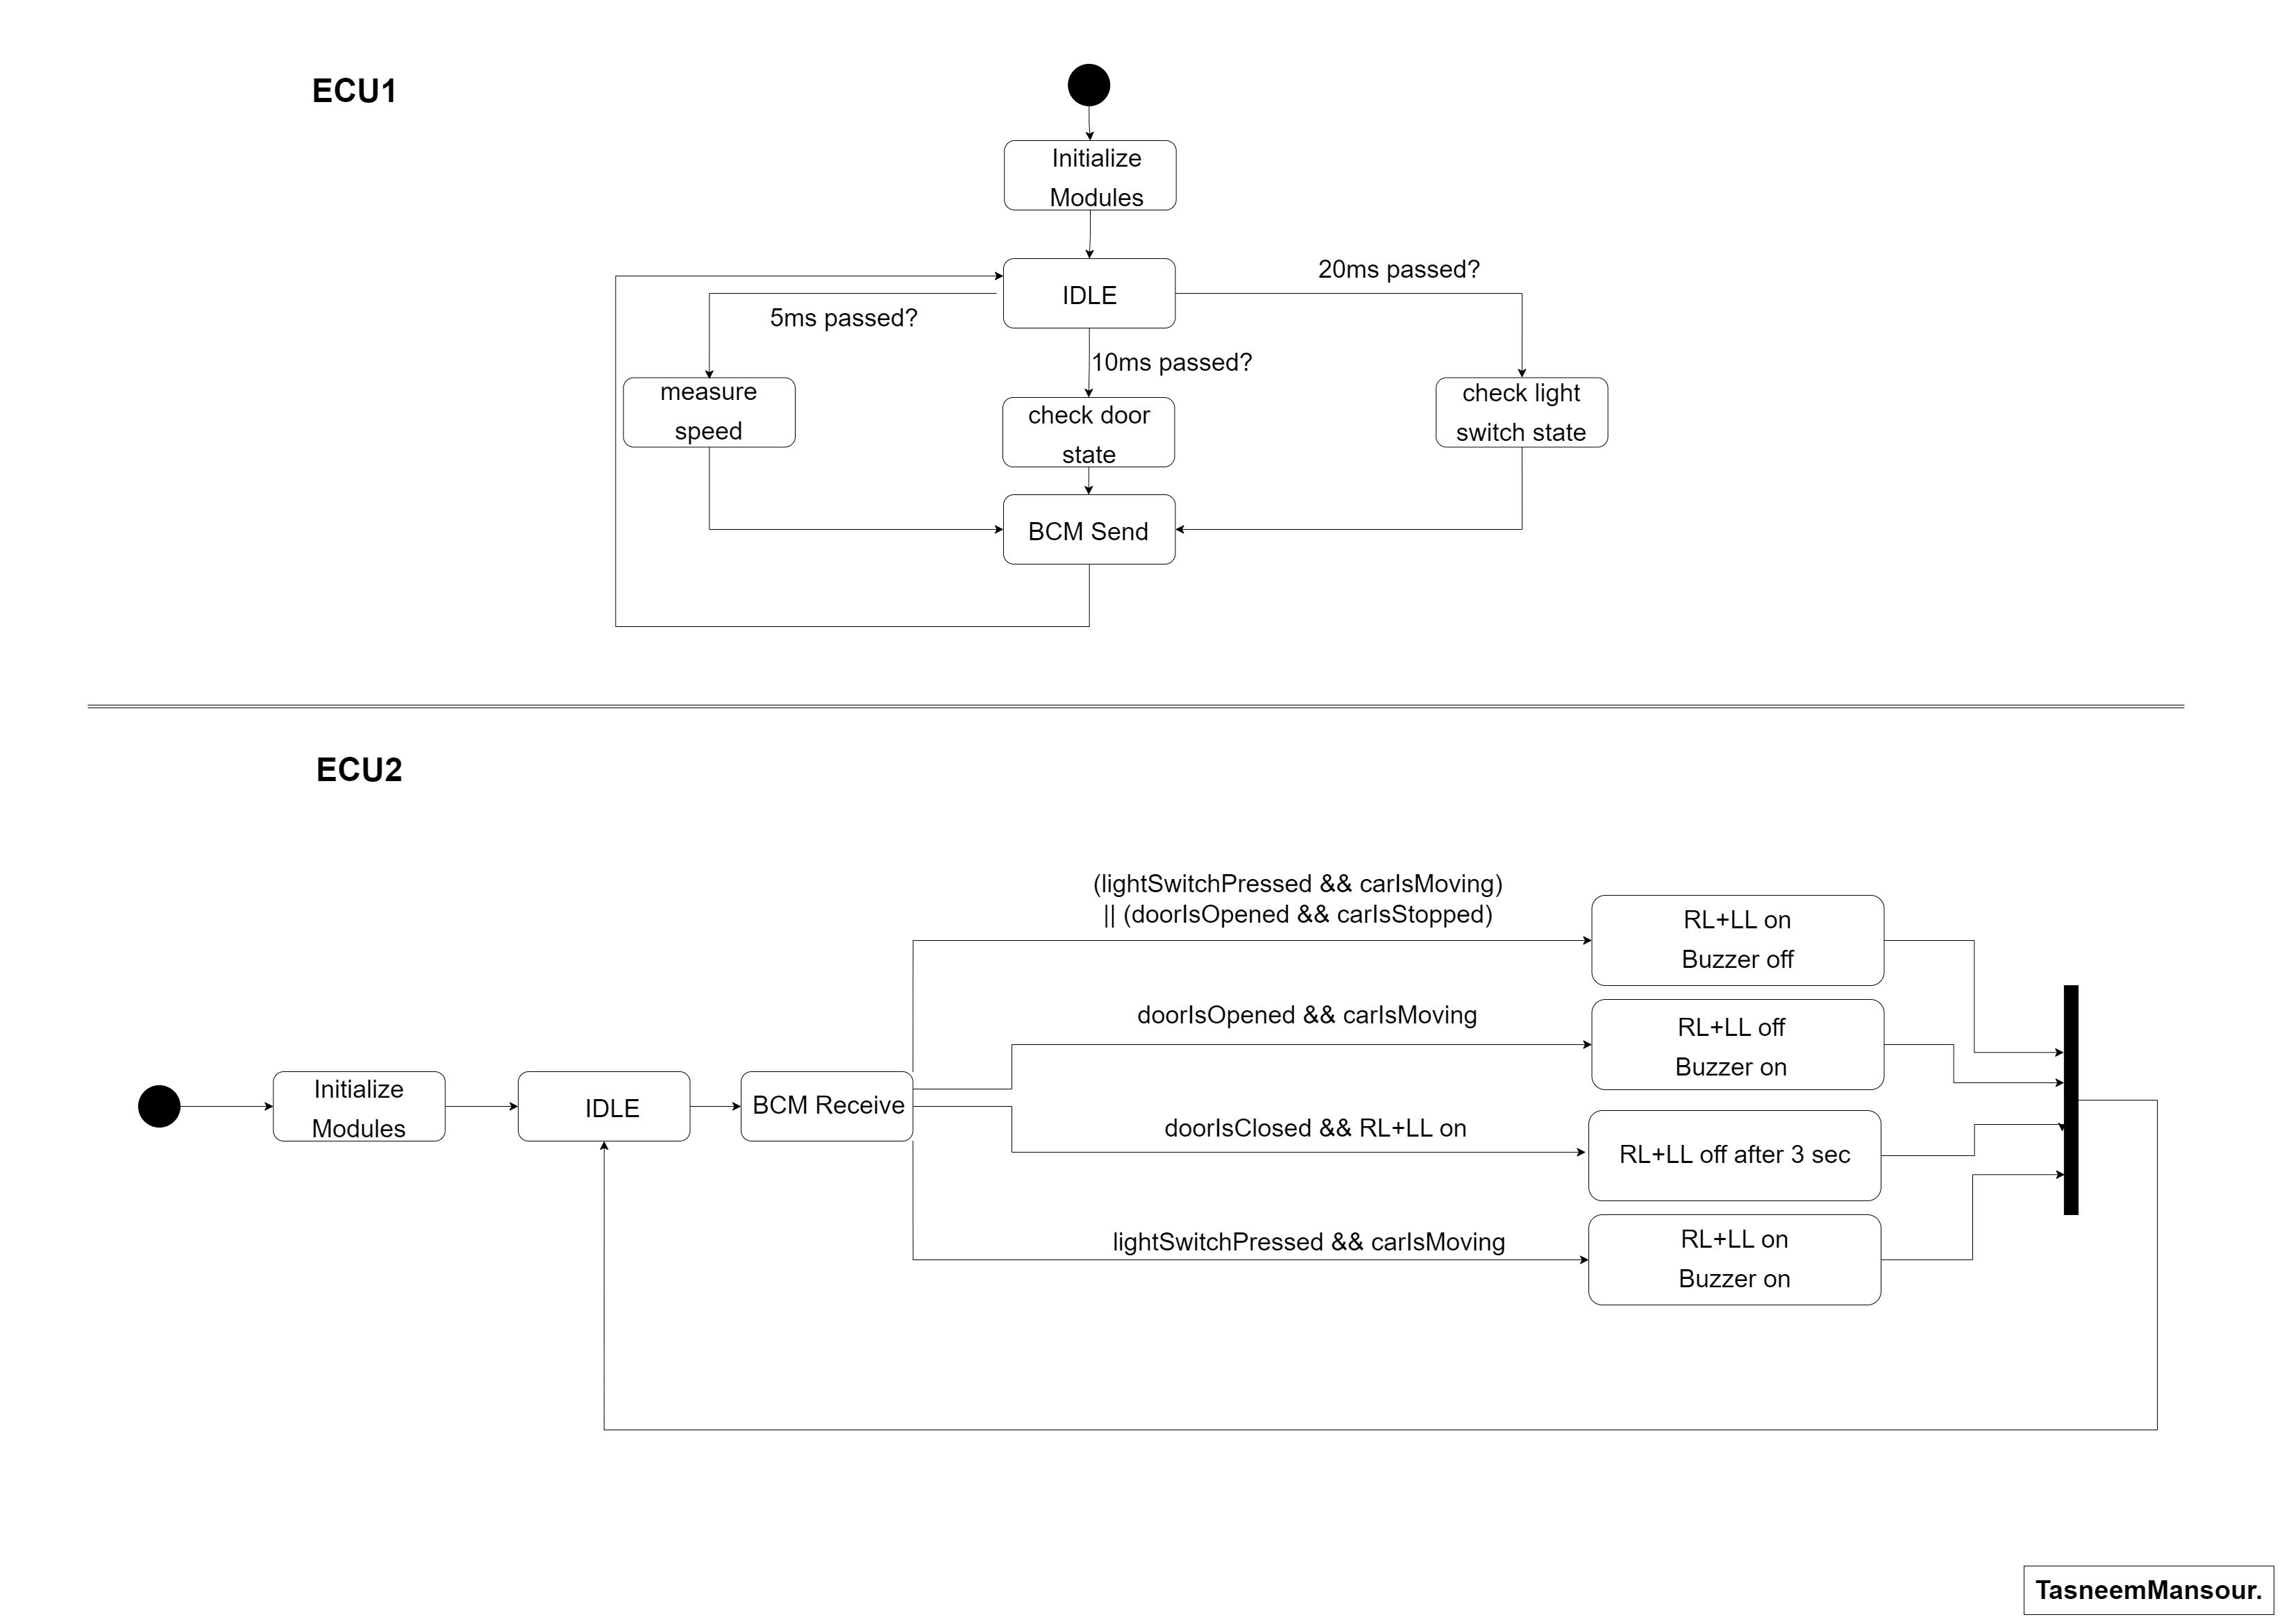 ECU1
Initialize
Modules
IDLE
20ms passed?
5ms passed?
10ms passed?
measure
speed
check door
state
check light
switch state
BCM Send
ECU2
(lightSwitchPressed && carIsMoving)
|| (doorIsOpened && carIsStopped)
RL+LL on
Buzzer off
doorIsOpened && carIsMoving
RL+LL off
Buzzer on
Initialize
Modules
IDLE
BCM Receive
doorIsClosed && RL+LL on
RL+LL off after 3 sec
lightSwitchPressed && carIsMoving
RL+LL on
Buzzer on
TasneemMansour.